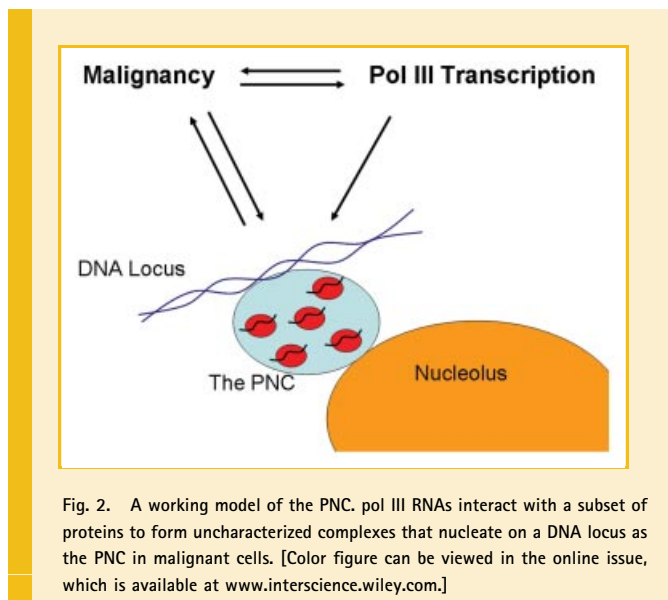 Malignancy Pol III Transcription
DNA Locus
The PNC
Nucleolus
Fig. 2. A working model of the PNC. pol III RNAs interact with a subset of
proteins to form uncharacterized complexes that nucleate on a DNA locus as
the PNC in malignant cells. [Color figure can be viewed in the online issue,
which is available at www.interscience.wiley.com.]